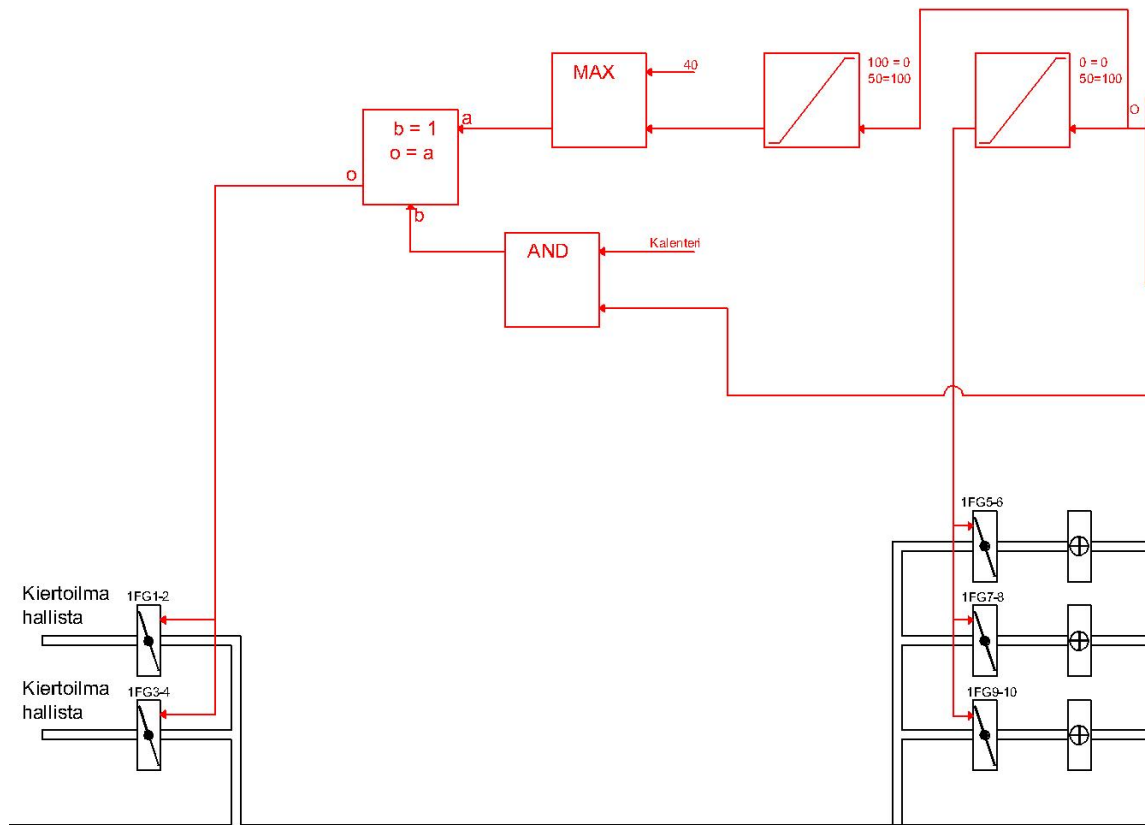 MAX
40
100 = 0
50=100
0 = 0
50=100
O
a
b = 1
o = a
o
b
AND
Kalenteri
1FG5-6
Kiertoilma
hallista
1FG1-2
1FG7-8
Kiertoilma
hallista
1FG3-4
1FG9-10